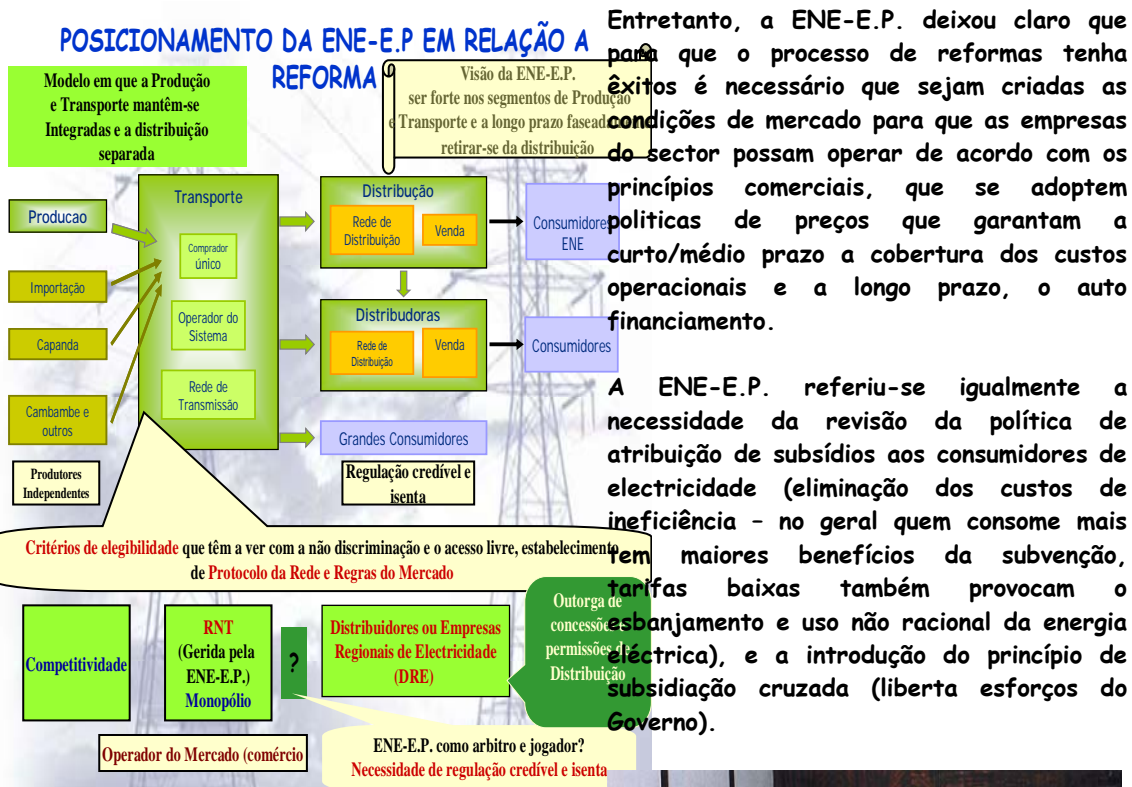 POSICIONAMENTO DA ENE-E.P EM RELAÇÃO A
REFORMA
Modelo em que a Produção
e Transporte mantêm-se
Integradas e a distribuição
separada
Visão da ENE-E.P.
ser forte nos segmentos de Produção
e Transporte e a longo prazo
retirar-se da distribuição
Producao
Importação
Capanda
Cambambe e
outros
Produtores
Independentes
Transporte
Comprador
único
Operador do
Sistema
Rede de
Transmissão
Distribução
Rede de
Distribuição
Venda
Consumidores
ENE
Distribudoras
Rede de
Distribuição
Venda
Consumidores
Grandes Consumidores
Regulação credível e
isenta
Critérios de elegibilidade que têm a ver com a não discriminação e o acesso livre, estabelecimento
de Protocolo da Rede e Regras do Mercado
Competitividade
RNT
(Gerida pela
ENE-E.P.)
Monopólio
?
Distribuidores ou Empresas
Regionais de Electricidade
(DRE)
Outorga de
concessões
permissões de
Distribuição
Operador do Mercado (comércio
ENE-E.P. como arbitro e jogador?
Necessidade de regulação credível e isenta
Entretanto, a ENE-E.P. deixou claro que
para que o processo de reformas tenha
êxitos é necessário que sejam criadas as
condições de mercado para que as empresas
do sector possam operar de acordo com os
princípios comerciais, que se adoptem
politicas de preços que garantam a
curto/médio prazo a cobertura dos custos
operacionais e a longo prazo, o auto
financiamento.
A ENE-E.P. referiu-se igualmente a
necessidade da revisão da política de
atribuição de subsídios aos consumidores de
electricidade (eliminação dos custos de
ineficiência – no geral quem consome mais
tem maiores benefícios da subvenção,
tarifas baixas também provocam o
esbanjamento e uso não racional da energia
eléctrica), e a introdução do princípio de
subsidiação cruzada (liberta esforços do
Governo).